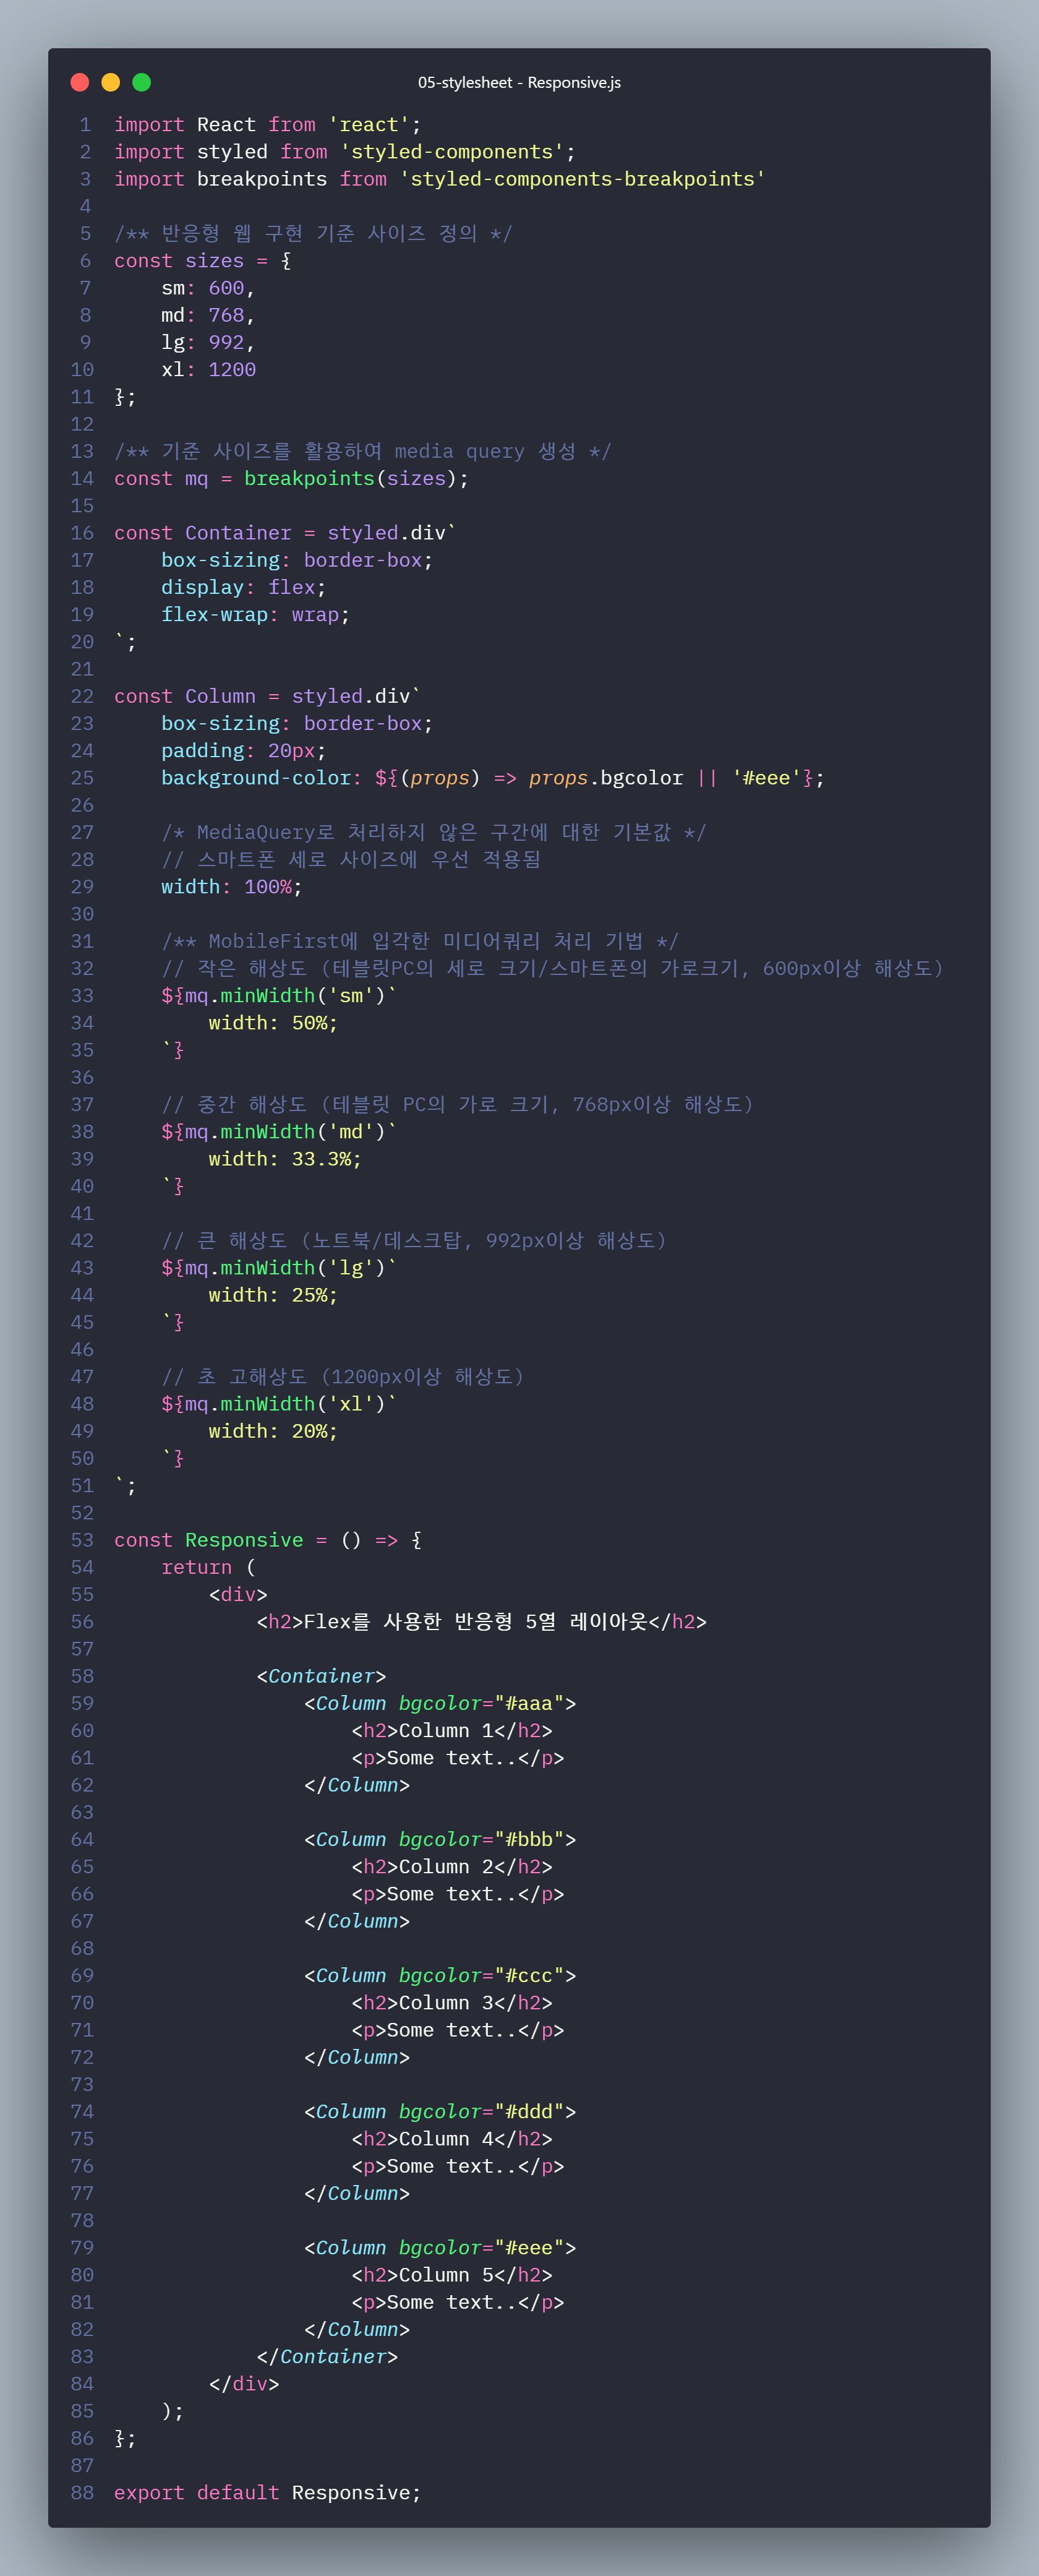 05-stylesheet - Responsive.js
1 import React from 'react';
2 import styled from 'styled-components';
3 import breakpoints from 'styled-components-breakpoints'
4
5 /** 반응형 웹 구현 기준 사이즈 정의 */
6 const sizes = {
7     sm: 600,
8     md: 768,
9     lg: 992,
10     xl: 1200
11 };
12
13 /** 기준 사이즈를 활용하여 media query 생성 */
14 const mq = breakpoints(sizes);
15
16 const Container = styled.div`
17     box-sizing: border-box;
18     display: flex;
19     flex-wrap: wrap;
20 `;
21
22 const Column = styled.div`
23     box-sizing: border-box;
24     padding: 20px;
25     background-color: ${(props) => props.bgcolor || '#eee'};
26
27     /* MediaQuery로 처리하지 않은 구간에 대한 기본값 */
28     // 스마트폰 세로 사이즈에 우선 적용됨
29     width: 100%;
30
31     /** MobileFirst에 입각한 미디어쿼리 처리 기법 */
32     // 작은 해상도 (테블릿PC의 세로 크기/스마트폰의 가로크기, 600px이상 해상도)
33     ${mq.minWidth('sm')`
34         width: 50%;
35     `}
36
37     // 중간 해상도 (테블릿 PC의 가로 크기, 768px이상 해상도)
38     ${mq.minWidth('md')`
39         width: 33.3%;
40     `}
41
42     // 큰 해상도 (노트북/데스크탑, 992px이상 해상도)
43     ${mq.minWidth('lg')`
44         width: 25%;
45     `}
46
47     // 초 고해상도 (1200px이상 해상도)
48     ${mq.minWidth('xl')`
49         width: 20%;
50     `}
51 `;
52
53 const Responsive = () => {
54     return (
55         <div>
56             <h2>Flex를 사용한 반응형 5열 레이아웃</h2>
57
58             <Container>
59                 <Column bgcolor="#aaa">
60                     <h2>Column 1</h2>
61                     <p>Some text..</p>
62                 </Column>
63
64                 <Column bgcolor="#bbb">
65                     <h2>Column 2</h2>
66                     <p>Some text..</p>
67                 </Column>
68
69                 <Column bgcolor="#ccc">
70                     <h2>Column 3</h2>
71                     <p>Some text..</p>
72                 </Column>
73
74                 <Column bgcolor="#ddd">
75                     <h2>Column 4</h2>
76                     <p>Some text..</p>
77                 </Column>
78
79                 <Column bgcolor="#eee">
80                     <h2>Column 5</h2>
81                     <p>Some text..</p>
82                 </Column>
83             </Container>
84         </div>
85     );
86 };
87
88 export default Responsive;